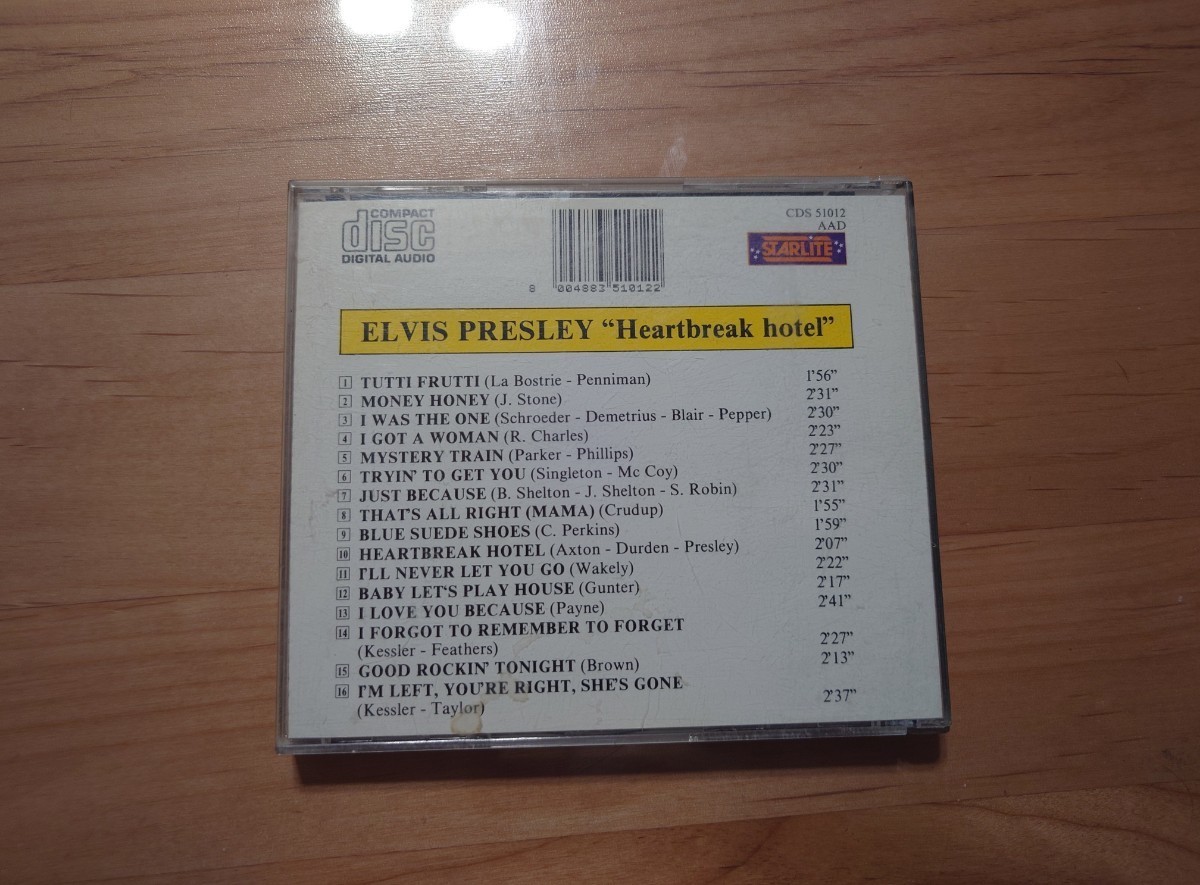 COMPACT
disc
DIGITAL AUDIO
8 004883 510122
CDS 51012
AAD
STARLITE
ELVIS PRESLEY “Heartbreak hotel”
1 TUTTI FRUTTI (La Bostrie - Penniman) 1'56”
2 MONEY HONEY (J. Stone) 2'31”
3 I WAS THE ONE (Schroeder - Demetrius - Blair - Pepper) 2'30”
4 I GOT A WOMAN (R. Charles) 2'23”
5 MYSTERY TRAIN (Parker - Phillips) 2'27”
6 TRYIN' TO GET YOU (Singleton - Mc Coy) 2'30”
7 JUST BECAUSE (B. Shelton - J. Shelton - S. Robin) 2'31”
8 THAT'S ALL RIGHT (MAMA) (Crudup) 1'55”
9 BLUE SUEDE SHOES (C. Perkins) 1'59”
10 HEARTBREAK HOTEL (Axton - Durden - Presley) 2'07”
11 I'LL NEVER LET YOU GO (Wakely) 2'22”
12 BABY LET'S PLAY HOUSE (Gunter) 2'17”
13 I LOVE YOU BECAUSE (Payne) 2'41”
14 I FORGOT TO REMEMBER TO FORGET
(Kessler - Feathers) 2'27”
15 GOOD ROCKIN' TONIGHT (Brown) 2'13”
16 I'M LEFT, YOU'RE RIGHT, SHE'S GONE
(Kessler - Taylor) 2'37”